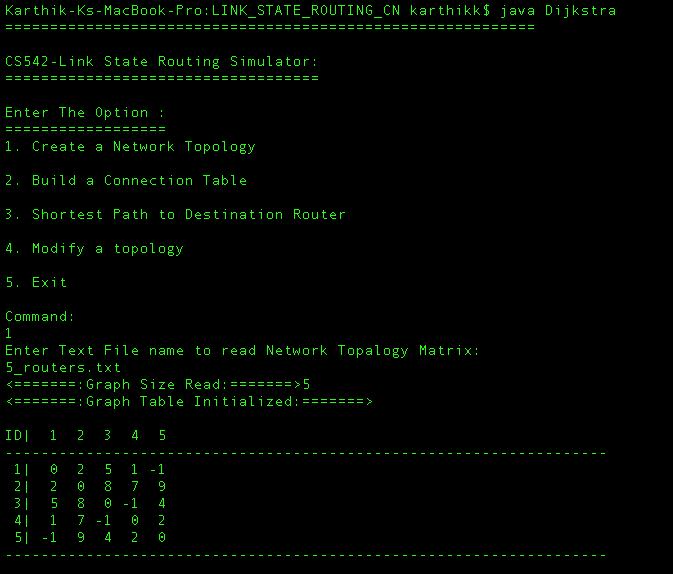 Karthik-Ks-MacBook-Pro:LINK_STATE_ROUTING_CN karthikk$ java Dijkstra
===========================================================
CS542-Link State Routing Simulator:
===================================
Enter The Option :
==================
1. Create a Network Topology
2. Build a Connection Table
3. Shortest Path to Destination Router
4. Modify a topology
5. Exit
Command:
1
Enter Text File name to read Network Topalogy Matrix:
5_routers.txt
<=======:Graph Size Read:=======>5
<=======:Graph Table Initialized:=======>
ID|  1  2  3  4  5
-------------------------------------------------------------------
 1|  0  2  5  1 -1
 2|  2  0  8  7  9
 3|  5  8  0 -1  4
 4|  1  7 -1  0  2
 5| -1  9  4  2  0
-------------------------------------------------------------------